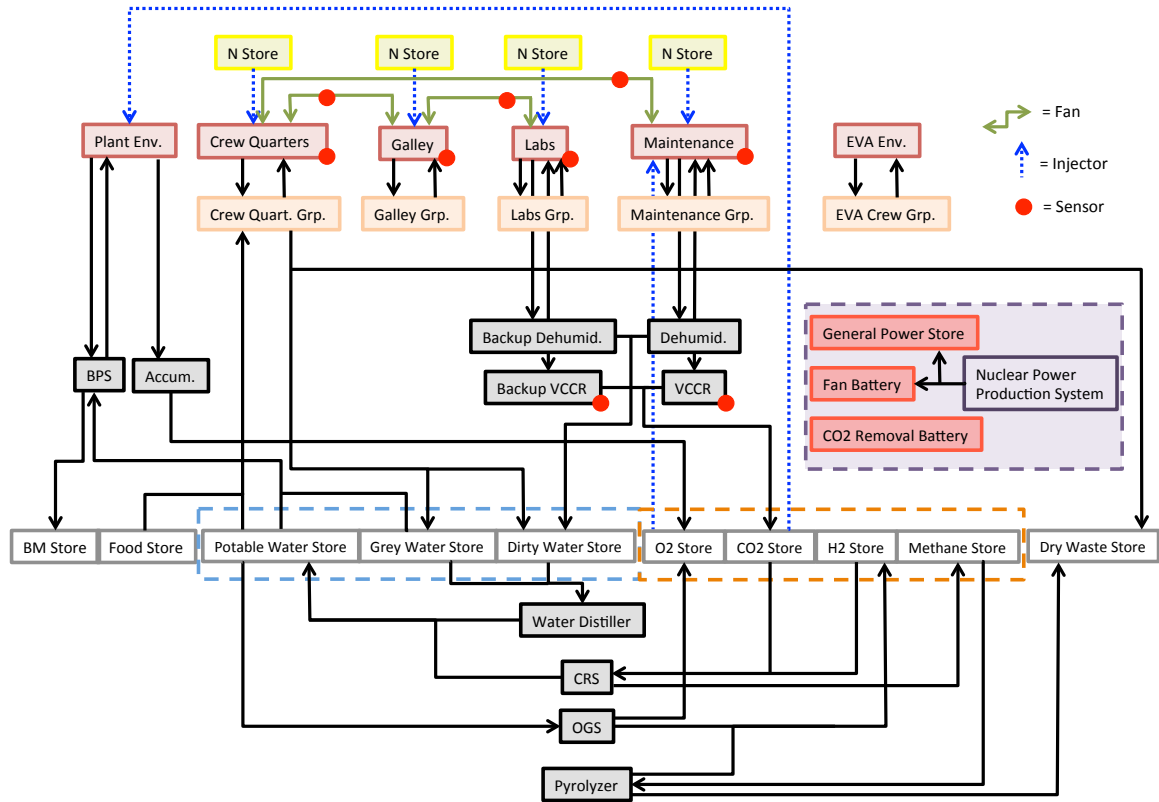 N Store
N Store
N Store
N Store
= Fan
Plant Env.
Crew Quarters
Galley
Labs
Maintenance
EVA Env.
= Injector
Crew Quart. Grp.
Galley Grp.
Labs Grp.
Maintenance Grp.
EVA Crew Grp.
= Sensor
Backup Dehumid.
Dehumid.
General Power Store
BPS
Accum.
Backup VCCR
VCCR
Fan Battery
Nuclear Power
Production System
CO2 Removal Battery
BM Store
Food Store
Potable Water Store
Grey Water Store
Dirty Water Store
O2 Store
CO2 Store
H2 Store
Methane Store
Dry Waste Store
Water Distiller
CRS
OGS
Pyrolyzer